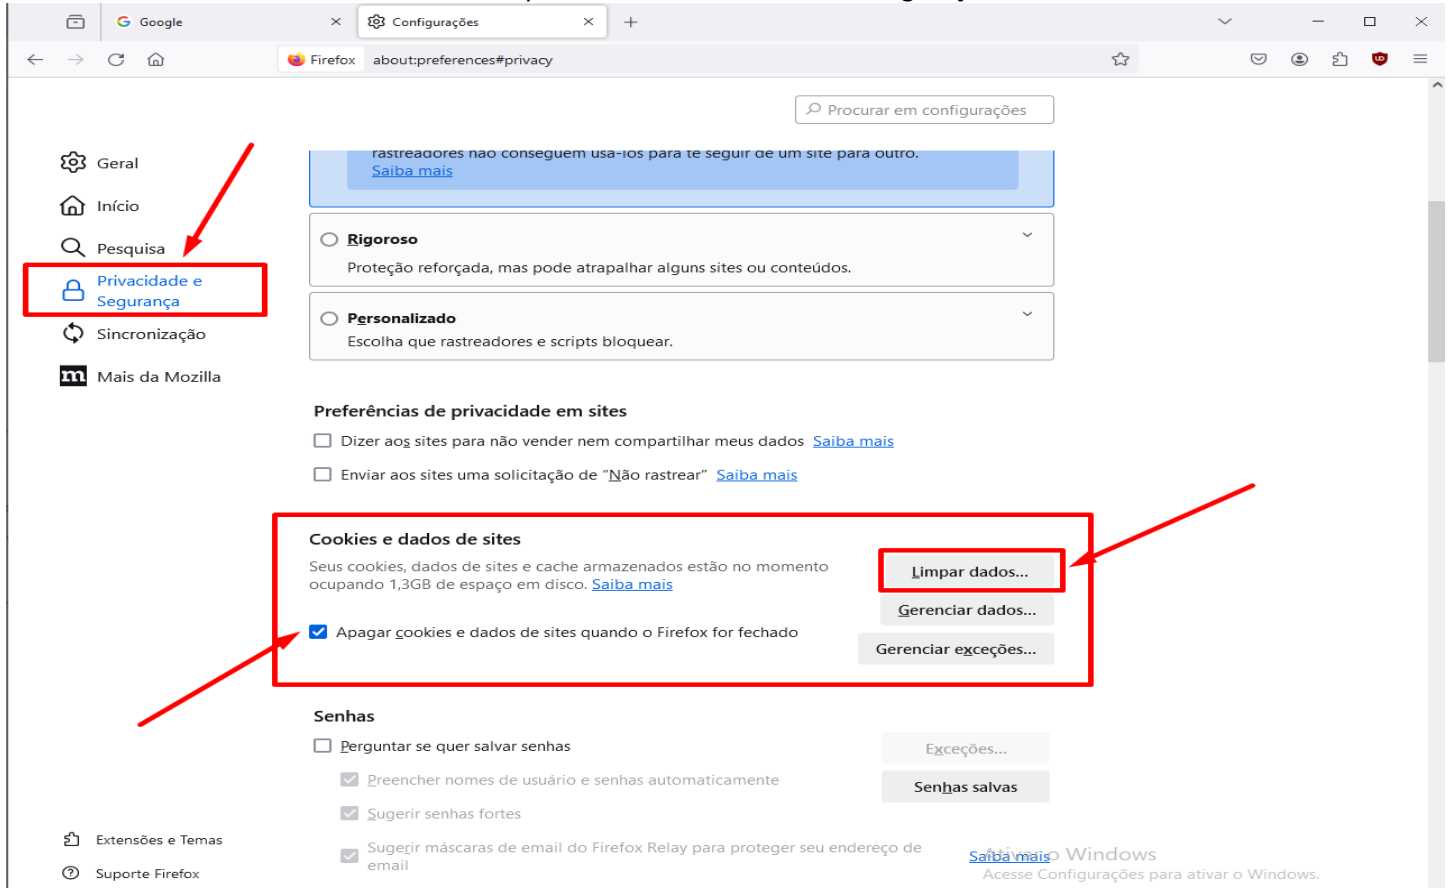 Google
Configurações
Firefox about:preferences#privacy
Procurar em configurações
Geral
Início
Pesquisa
Privacidade e
Segurança
Sincronização
Mais da Mozilla
Extensões e Temas
Suporte Firefox
rastreadores não conseguem usá-los para te seguir de um site para outro.
Saiba mais
Rigoroso
Proteção reforçada, mas pode atrapalhar alguns sites ou conteúdos.
Personalizado
Escolha que rastreadores e scripts bloquear.
Preferências de privacidade em sites
Dizer aos sites para não vender nem compartilhar meus dados Saiba mais
Enviar aos sites uma solicitação de "Não rastrear" Saiba mais
Cookies e dados de sites
Seus cookies, dados de sites e cache armazenados estão no momento
ocupando 1,3GB de espaço em disco. Saiba mais
Limpar dados...
Gerenciar dados...
Apagar cookies e dados de sites quando o Firefox for fechado
Gerenciar exceções...
Senhas
Perguntar se quer salvar senhas
Exceções...
Preencher nomes de usuário e senhas automaticamente
Senhas salvas
Sugerir senhas fortes
Sugerir máscaras de email do Firefox Relay para proteger seu endereço de
email
Saiba mais
Ativar o Windows
Acesse Configurações para ativar o Windows.